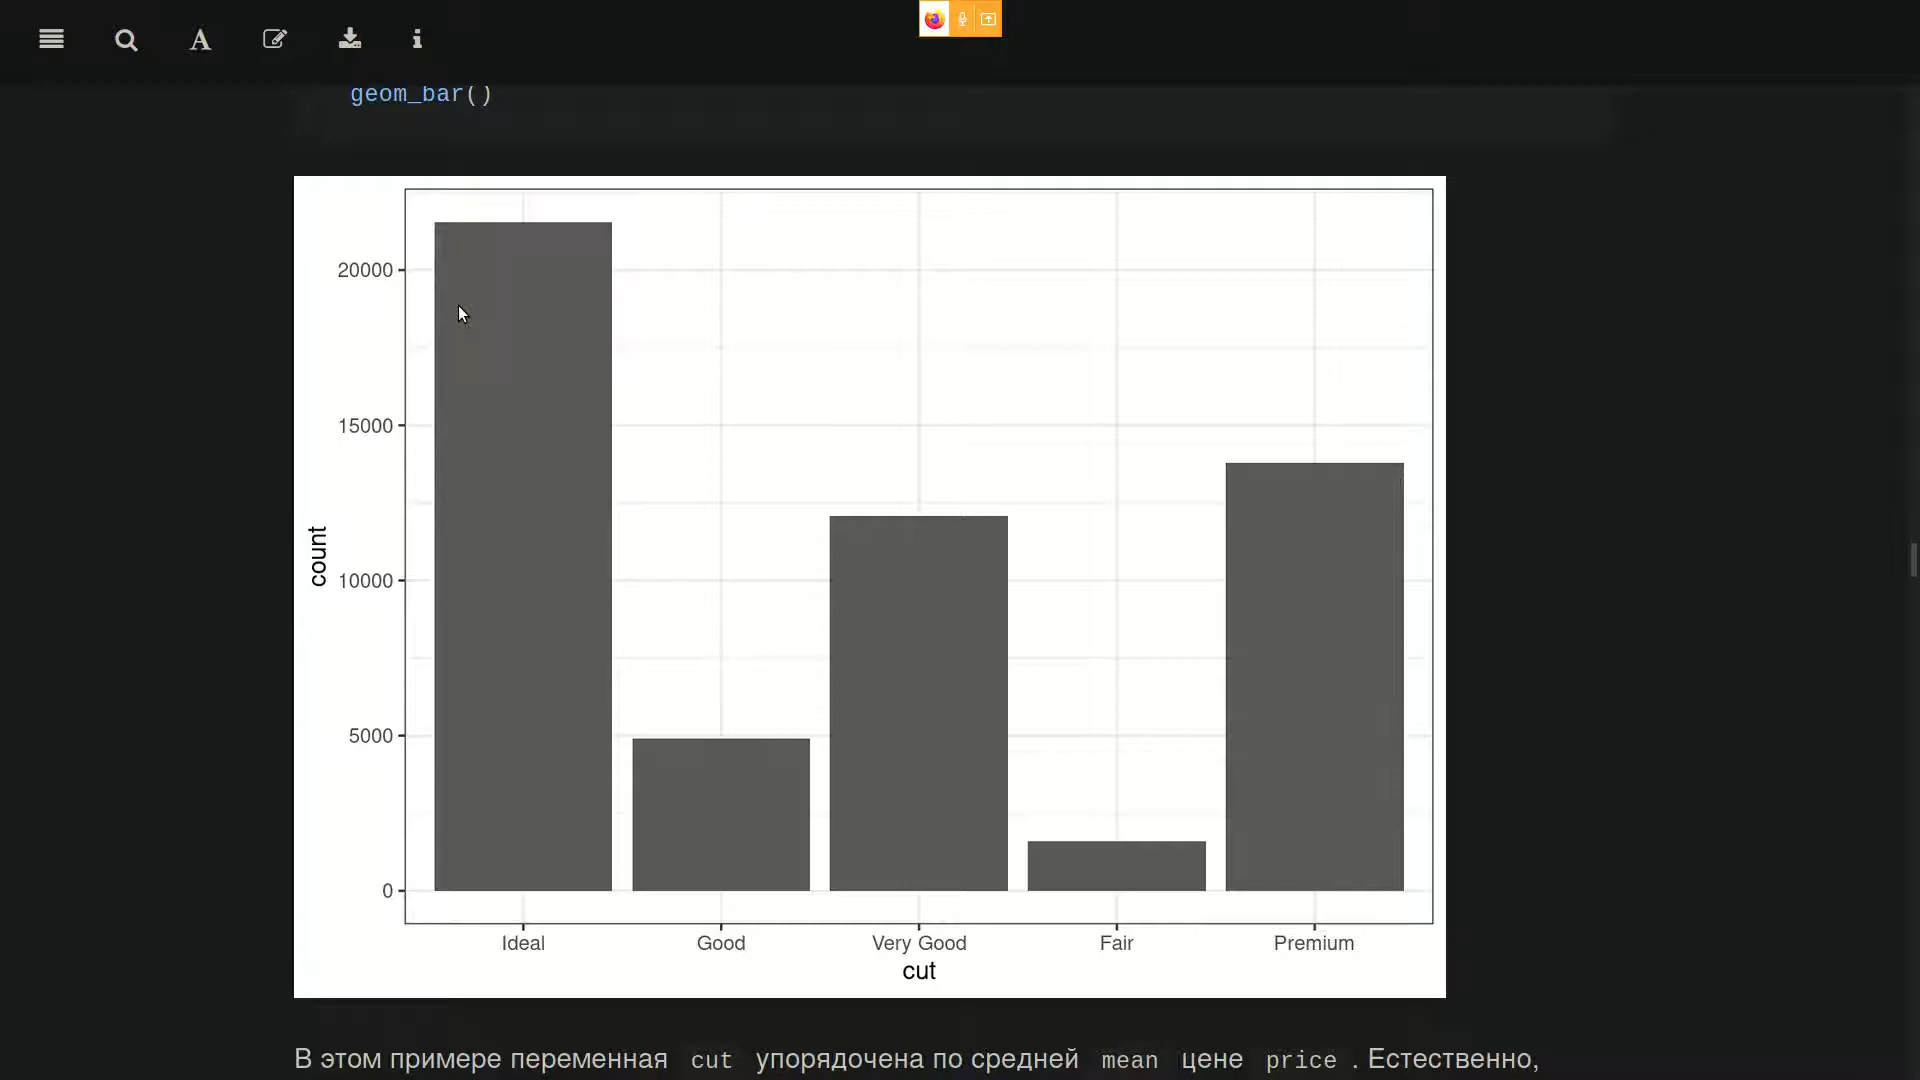 geom_bar()
20000
15000
10000
5000
0
count
Ideal Good Very Good Fair Premium
cut
В этом примере переменная cut упорядочена по средней mean цене price . Естественно,